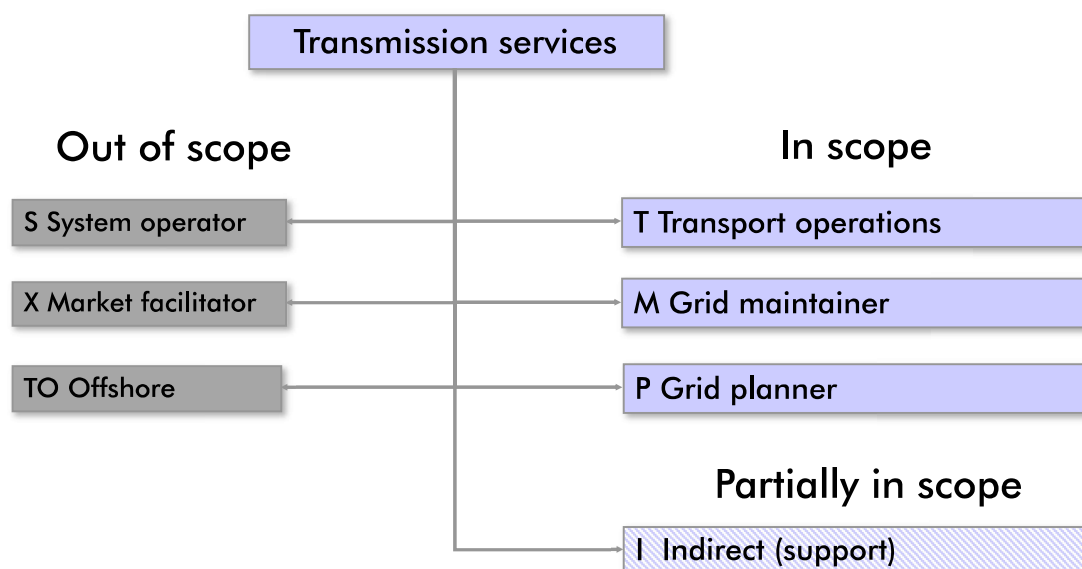 Transmission services
Out of scope
In scope
S System operator
T Transport operations
X Market facilitator
M Grid maintainer
TO Offshore
P Grid planner
Partially in scope
I Indirect (support)